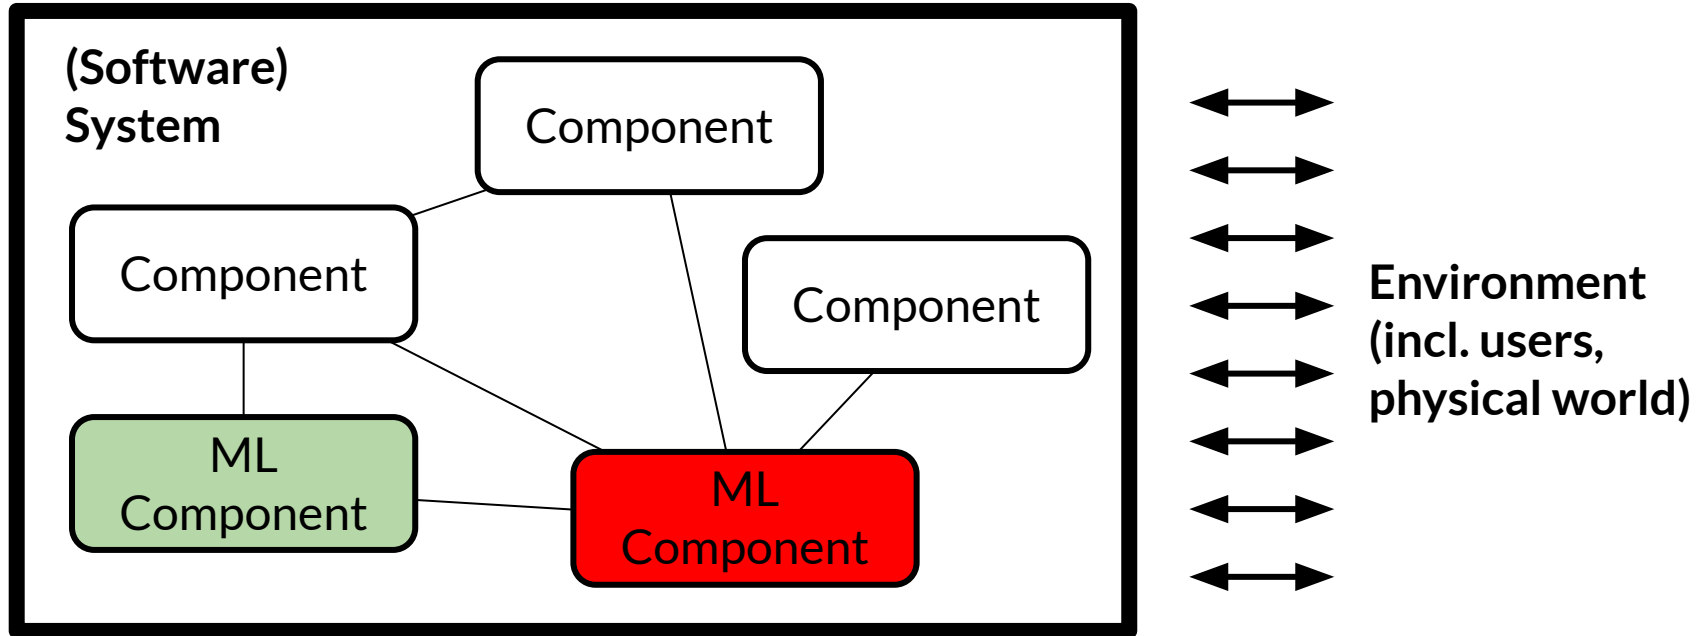 (Software)
System
Component
Component
Component
ML
Component
ML
Component
Environment
(incl. users,
physical world)